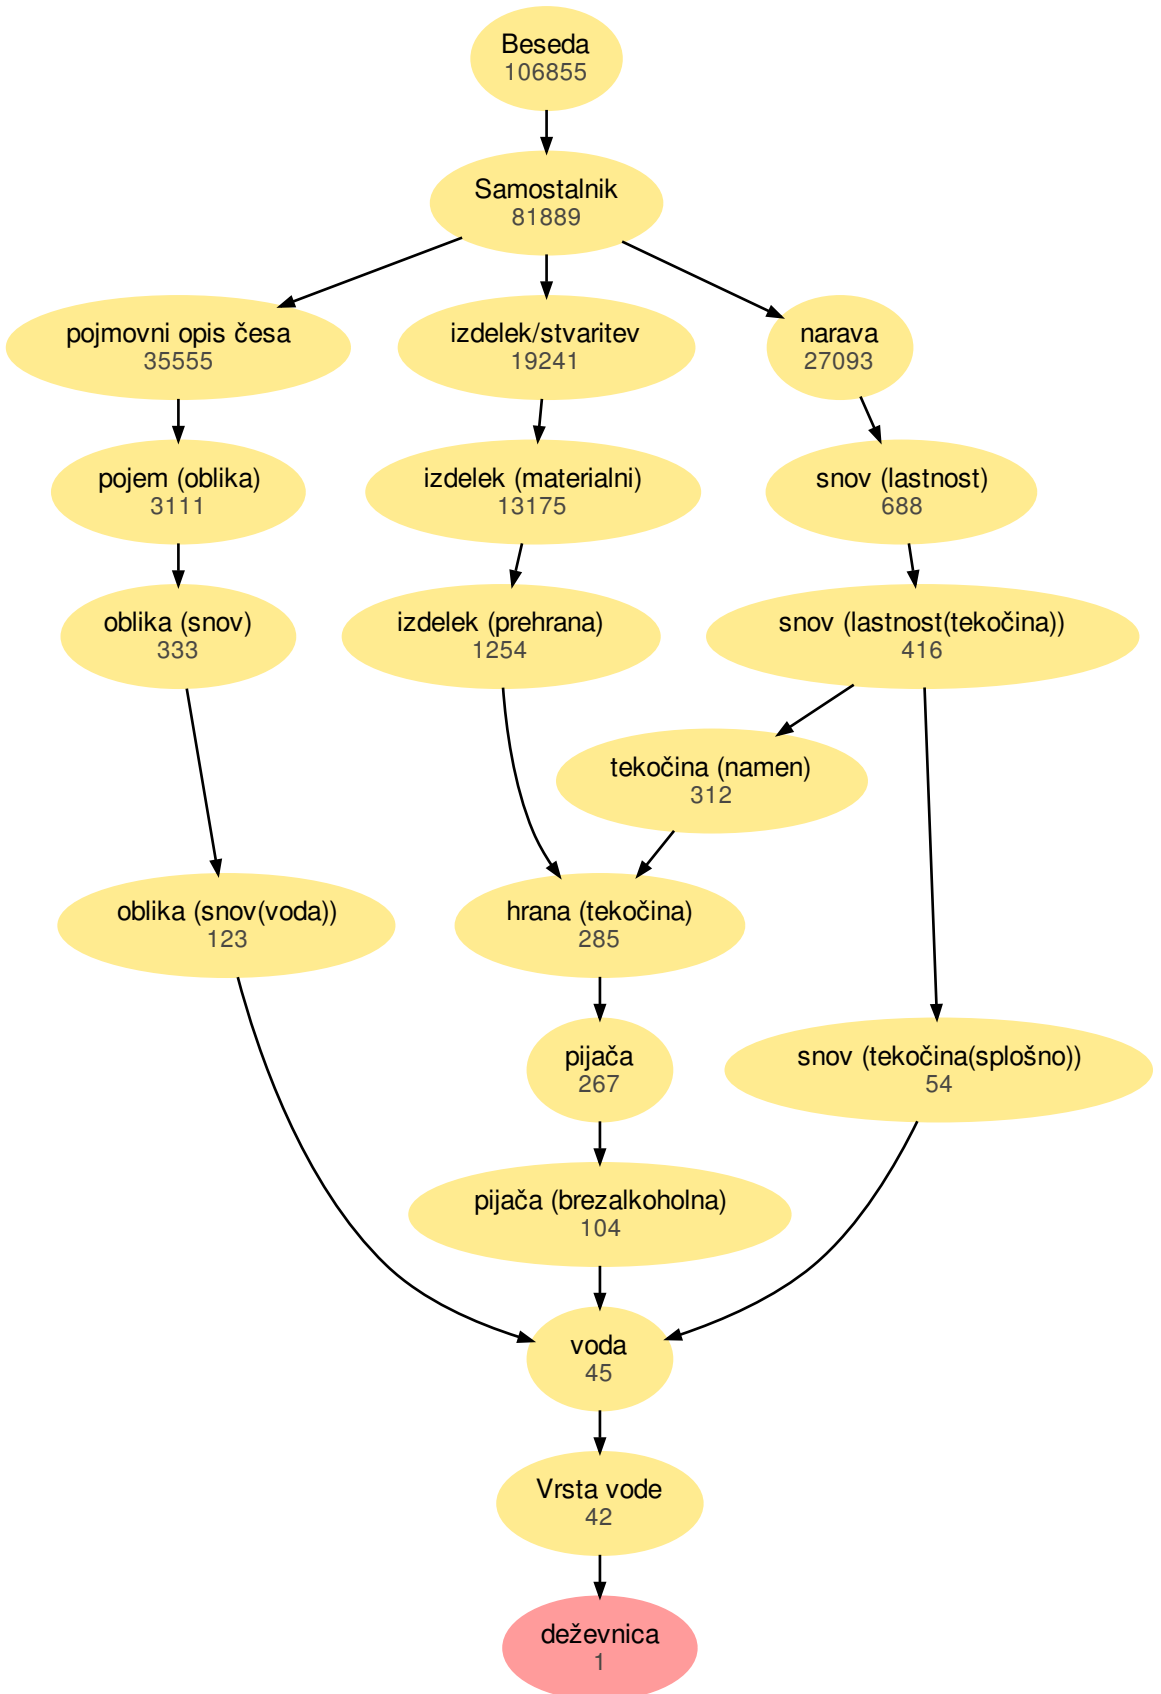 Beseda
106855
Samostalnik
81889
pojmovni opis česa
35555
izdelek/stvaritev
19241
narava
27093
pojem (oblika)
3111
izdelek (materialni)
13175
snov (lastnost)
688
oblika (snov)
333
izdelek (prehrana)
1254
snov (lastnost(tekočina))
416
tekočina (namen)
312
oblika (snov(voda))
123
hrana (tekočina)
285
pijača
267
snov (tekočina(splošno))
54
pijača (brezalkoholna)
104
voda
45
Vrsta vode
42
deževnica
1